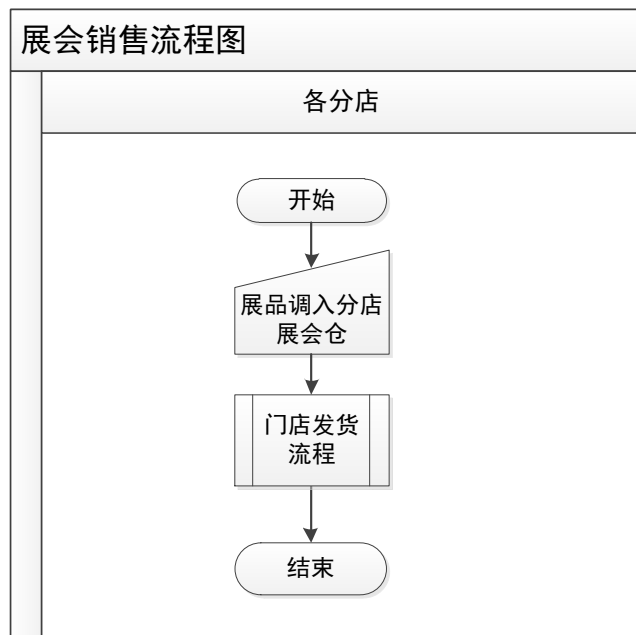 展会销售流程图
各分店
开始
展品调入分店
展会仓
门店发货
流程
结束